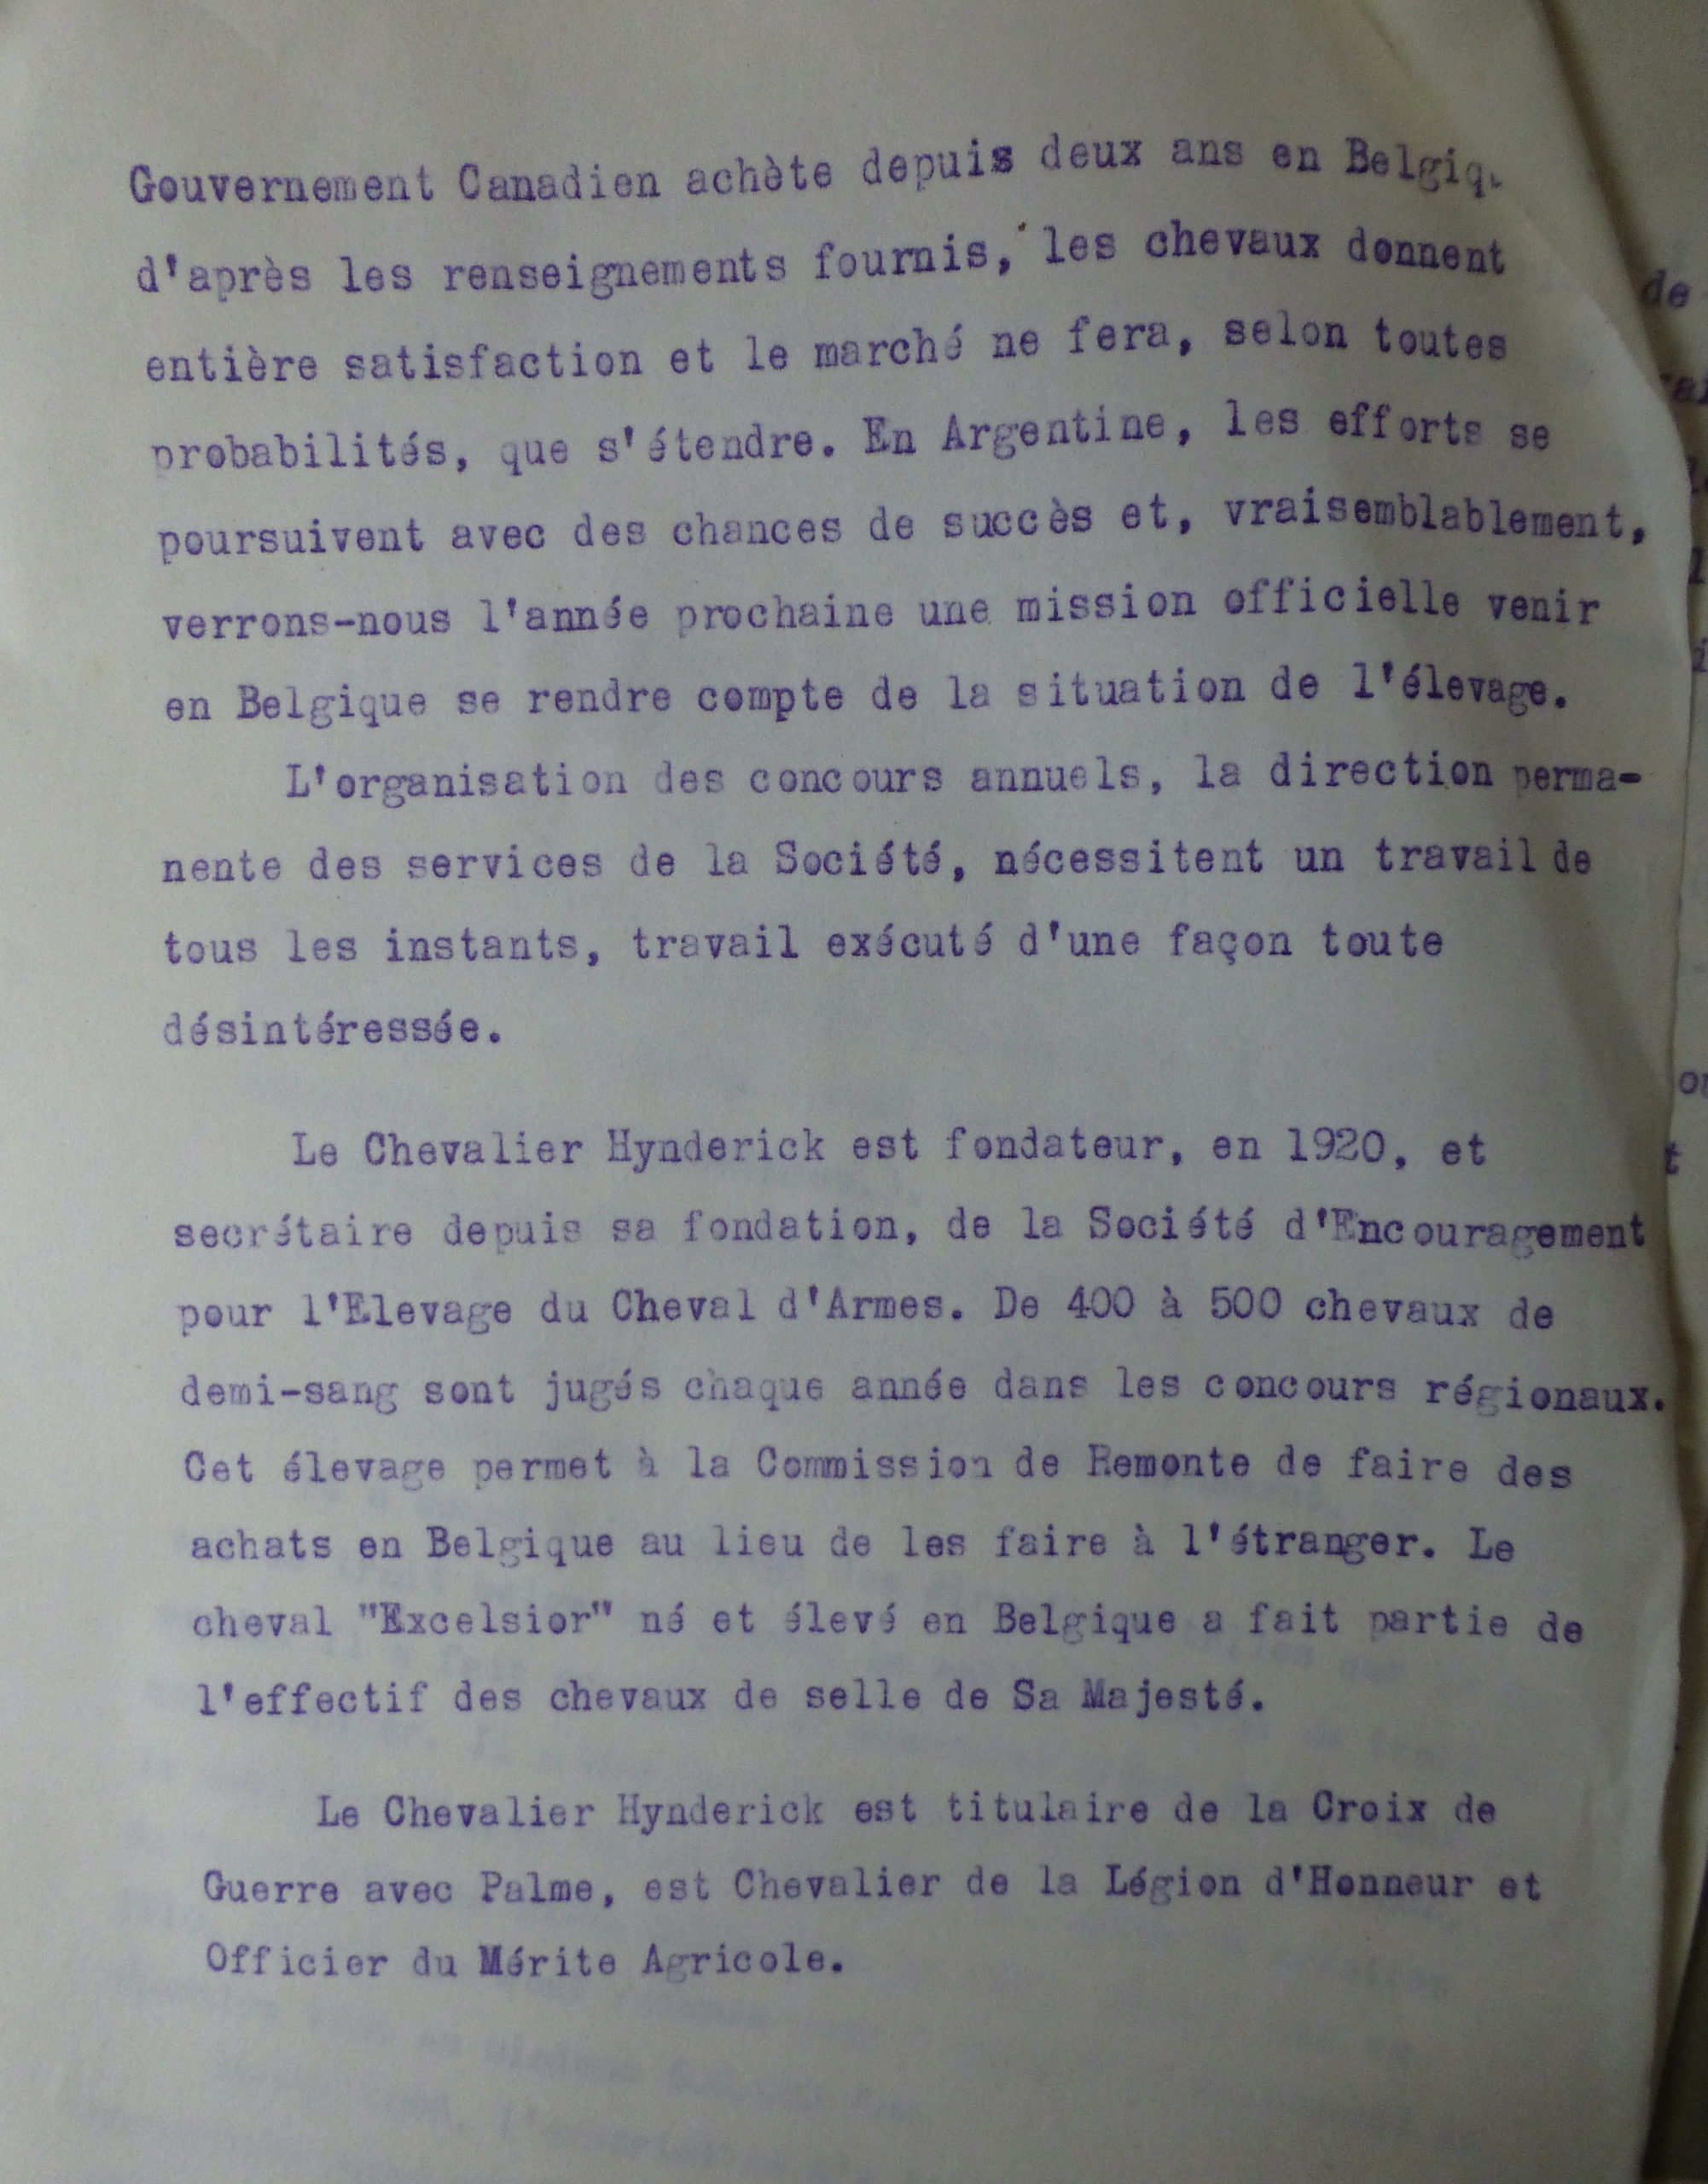 Gouvernement Canadien achète depuis deux ans en
d'après les renseignements fournis, les chevaux donnent
entière satisfaction et le marché ne fera, selon toutes
probabilités, que s'étendre. En Argentine, les efforts se
poursuivent avec des chances de succès et, vraisemblablement,
verrons-nous l'année prochaine une mission officielle venir
en Belgique se rendre compte de la situation de l'élevage.
L'organisation des concours annuels, la direction perma-
nente des services de la Société, nécessitent un travail de
tous les instants, travail exécuté d'une façon toute
désintéressée.
Le Chevalier Hynderick est fondateur, en 1920, et
secrétaire depuis sa fondation, de la Société d'Encouragement
pour l'Elevage du Cheval d'Armes. De 400 à 500 chevaux de
demi-sang sont jugés chaque année dans les concours régionaux.
Cet élevage permet à la Commission de Remonte de faire des
achats en Belgique au lieu de les faire à l'étranger. Le
cheval "Excelsior" né et élevé en Belgique a fait partie de
l'effectif des chevaux de selle de Sa Majesté.
Le Chevalier Hynderick est titulaire de la Croix de
Guerre avec Palme, est Chevalier de la Légion d'Honneur et
Officier du Mérite Agricole.